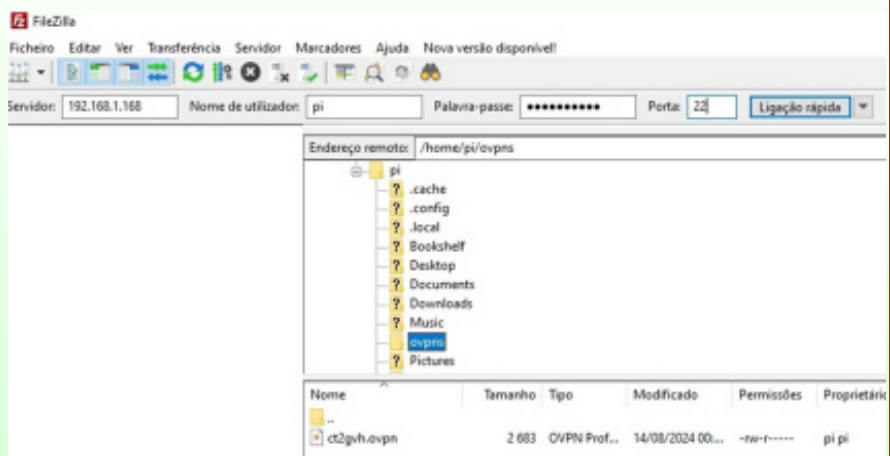 FileZilla
Ficheiro Editar Ver Transferência Servidor Marcadores Ajuda Nova versão disponível!
Servidor: 192.168.1.168 Nome de utilizador: pi Palavra-passe: •••••••••• Porta: 22 Ligação rápida
Endereço remoto: /home/pi/ovpns
pi
.cache
.config
.local
Bookshelf
Desktop
Documents
Downloads
Music
ovpns
Pictures
Nome Tamanho Tipo Modificado Permissões Proprietário
..
ct2gvh.ovpn 2 683 OVPN Prof... 14/08/2024 00:... -rw-r----- pi pi